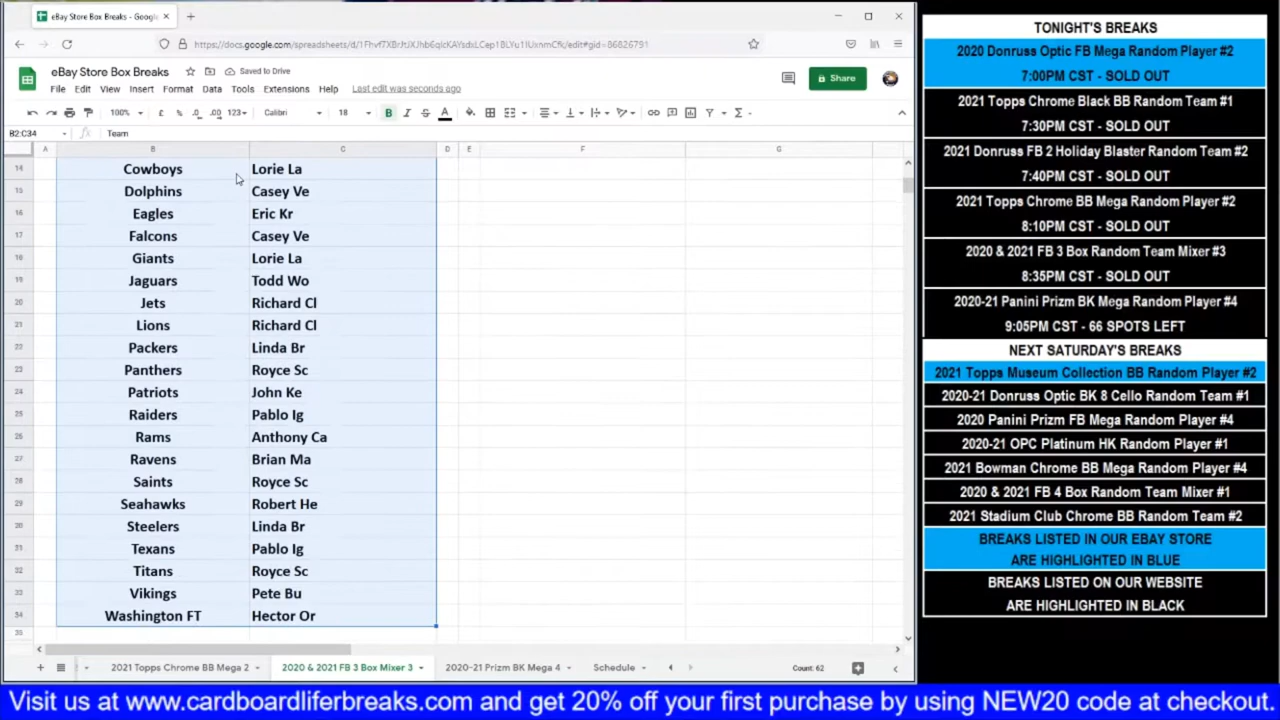 eBay Store Box Breaks - Google
eBay Store Box Breaks
Saved to Drive
File Edit View Insert Format Data Tools Extensions Help Last edit was seconds ago
Share
100% £ % .0 .00 123 Calibri 18 B I S A
B2:C34 fx Team
A B C D E F G
14 Cowboys Lorie La
15 Dolphins Casey Ve
16 Eagles Eric Kr
17 Falcons Casey Ve
18 Giants Lorie La
19 Jaguars Todd Wo
20 Jets Richard Cl
21 Lions Richard Cl
22 Packers Linda Br
23 Panthers Royce Sc
24 Patriots John Ke
25 Raiders Pablo Ig
26 Rams Anthony Ca
27 Ravens Brian Ma
28 Saints Royce Sc
29 Seahawks Robert He
30 Steelers Linda Br
31 Texans Pablo Ig
32 Titans Royce Sc
33 Vikings Pete Bu
34 Washington FT Hector Or
35
2021 Topps Chrome BB Mega 2 2020 & 2021 FB 3 Box Mixer 3 2020-21 Prizm BK Mega 4 Schedule Count: 62
TONIGHT'S BREAKS
2020 Donruss Optic FB Mega Random Player #2
7:00PM CST - SOLD OUT
2021 Topps Chrome Black BB Random Team #1
7:30PM CST - SOLD OUT
2021 Donruss FB 2 Holiday Blaster Random Team #2
7:40PM CST - SOLD OUT
2021 Topps Chrome BB Mega Random Player #2
8:10PM CST - SOLD OUT
2020 & 2021 FB 3 Box Random Team Mixer #3
8:35PM CST - SOLD OUT
2020-21 Panini Prizm BK Mega Random Player #4
9:05PM CST - 66 SPOTS LEFT
NEXT SATURDAY'S BREAKS
2021 Topps Museum Collection BB Random Player #2
2020-21 Donruss Optic BK 8 Cello Random Team #1
2020 Panini Prizm FB Mega Random Player #4
2020-21 OPC Platinum HK Random Player #1
2021 Bowman Chrome BB Mega Random Player #4
2020 & 2021 FB 4 Box Random Team Mixer #1
2021 Stadium Club Chrome BB Random Team #2
BREAKS LISTED IN OUR EBAY STORE
ARE HIGHLIGHTED IN BLUE
BREAKS LISTED ON OUR WEBSITE
ARE HIGHLIGHTED IN BLACK
Visit us at www.cardboardliferbreaks.com and get 20% off your first purchase by using NEW20 code at checkout.